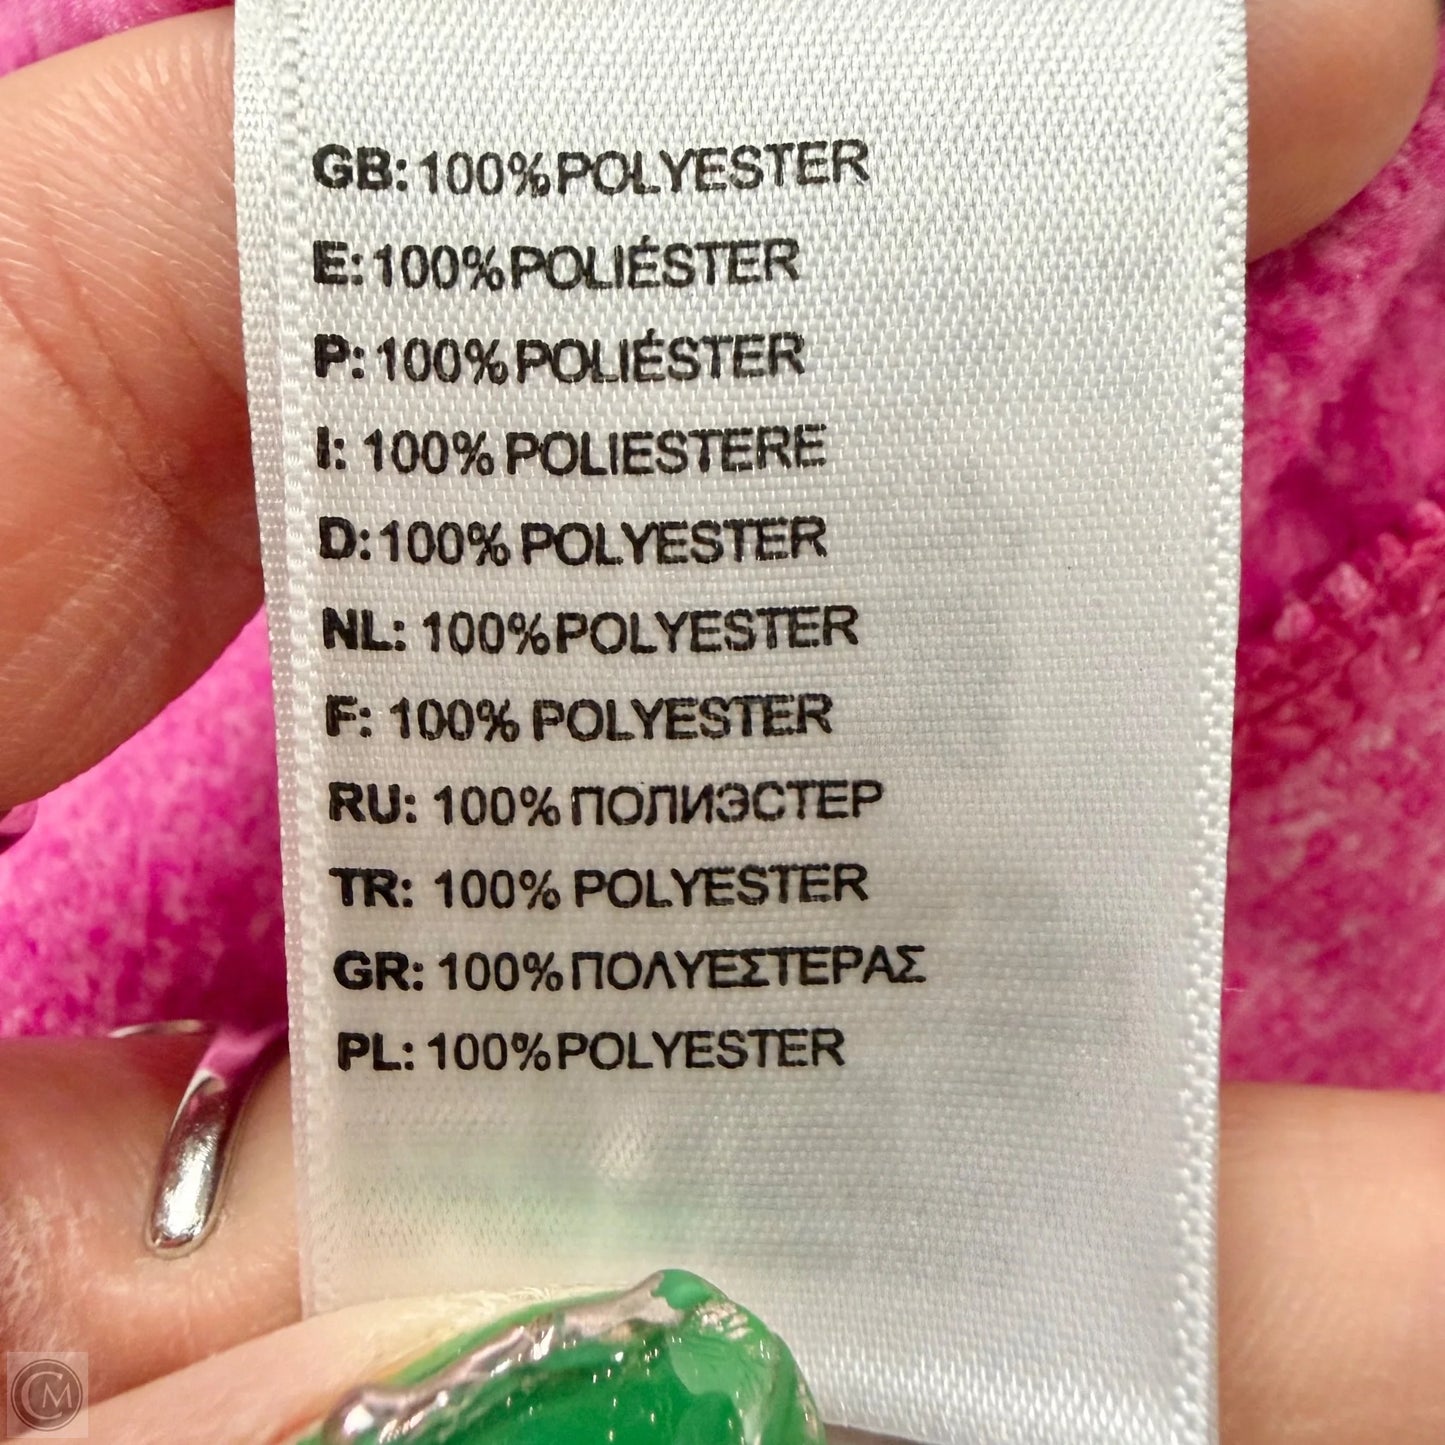 GB: 100% POLYESTER
E: 100% POLIÉSTER
P: 100% POLIÉSTER
I: 100% POLIESTERE
D: 100% POLYESTER
NL: 100% POLYESTER
F: 100% POLYESTER
RU: 100% ПОЛИЭСТЕР
TR: 100% POLYESTER
GR: 100% ΠΟΛΥΕΣΤΕΡΑΣ
PL: 100% POLYESTER
CM